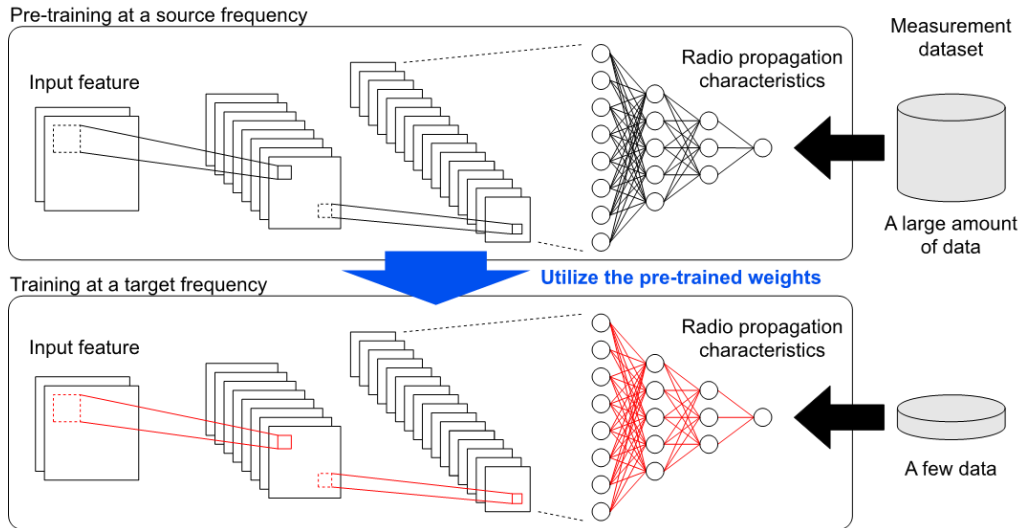 Pre-training at a source frequency
Measurement
dataset
Input feature
Radio propagation
characteristics
A large amount
of data
Utilize the pre-trained weights
Training at a target frequency
Input feature
Radio propagation
characteristics
A few data